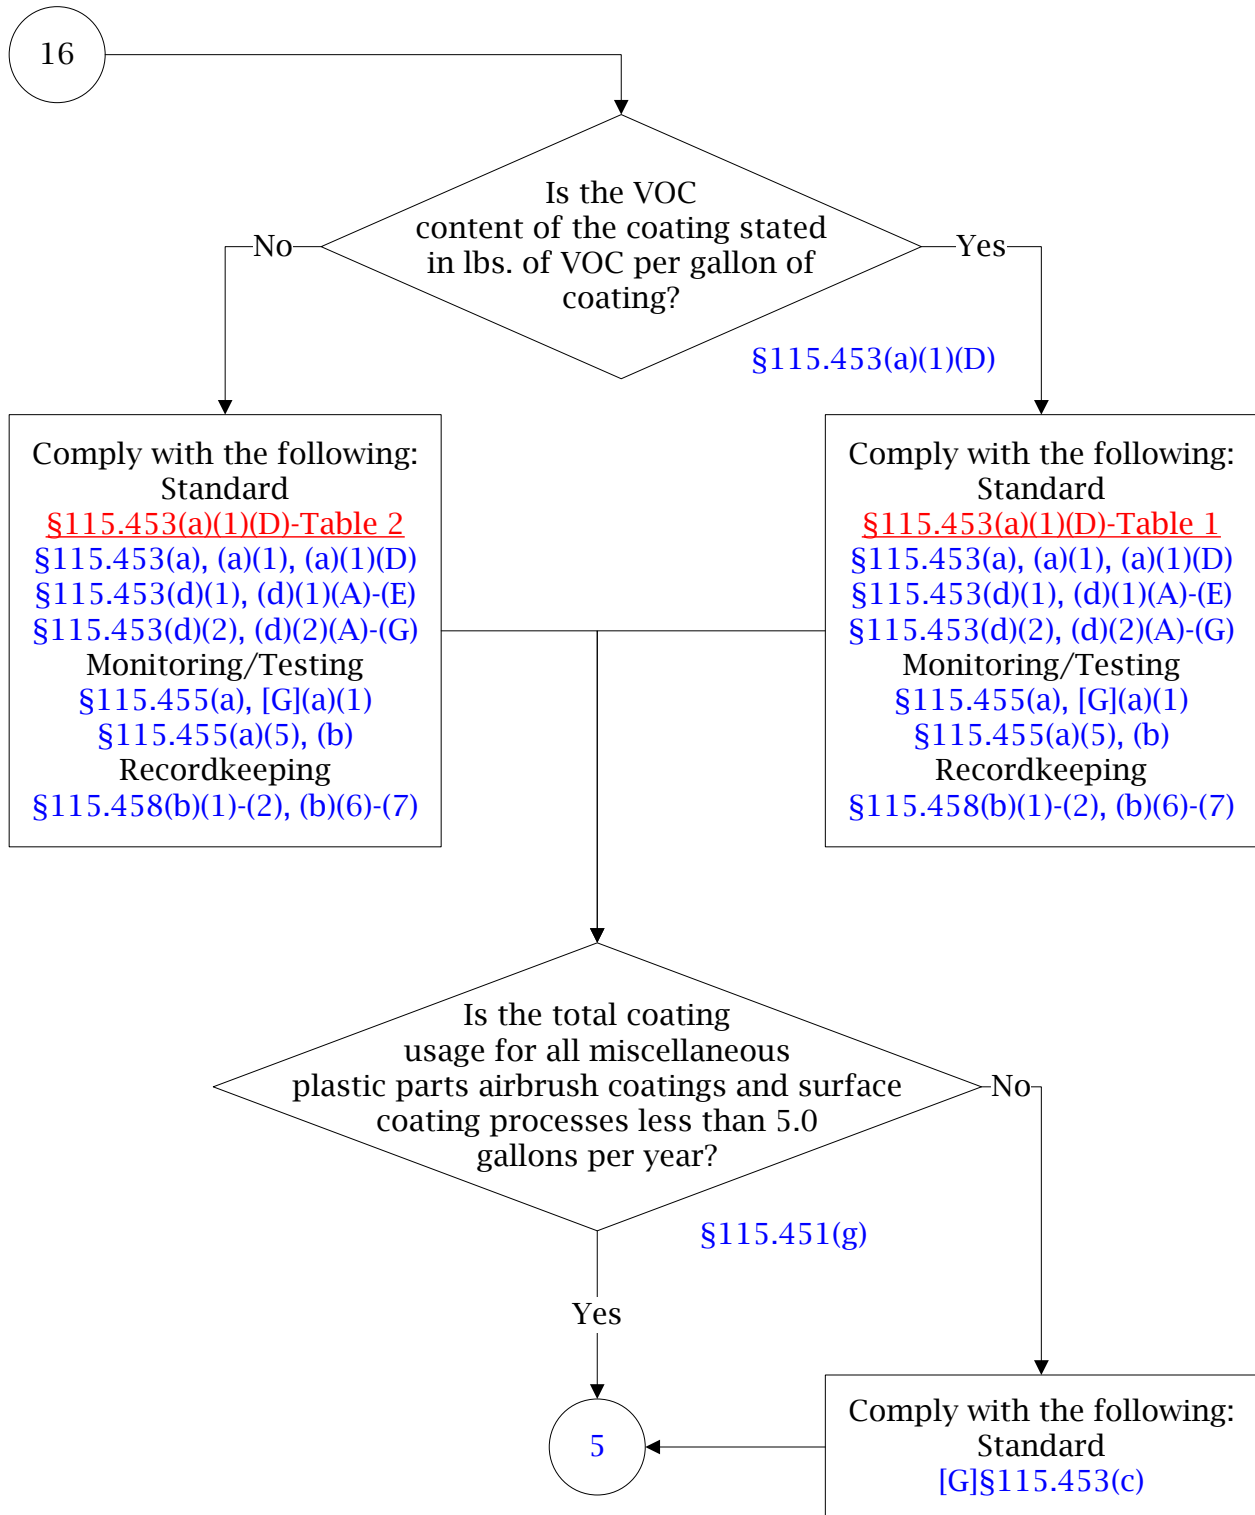 16
Is the VOC
content of the coating stated
in lbs. of VOC per gallon of
coating?
No
Yes
§115.453(a)(1)(D)
Comply with the following:
Standard
§115.453(a)(1)(D)-Table 2
§115.453(a), (a)(1), (a)(1)(D)
§115.453(d)(1), (d)(1)(A)-(E)
§115.453(d)(2), (d)(2)(A)-(G)
Monitoring/Testing
§115.455(a), [G](a)(1)
§115.455(a)(5), (b)
Recordkeeping
§115.458(b)(1)-(2), (b)(6)-(7)
Comply with the following:
Standard
§115.453(a)(1)(D)-Table 1
§115.453(a), (a)(1), (a)(1)(D)
§115.453(d)(1), (d)(1)(A)-(E)
§115.453(d)(2), (d)(2)(A)-(G)
Monitoring/Testing
§115.455(a), [G](a)(1)
§115.455(a)(5), (b)
Recordkeeping
§115.458(b)(1)-(2), (b)(6)-(7)
Is the total coating
usage for all miscellaneous
plastic parts airbrush coatings and surface
coating processes less than 5.0
gallons per year?
No
§115.451(g)
Yes
5
Comply with the following:
Standard
[G]§115.453(c)